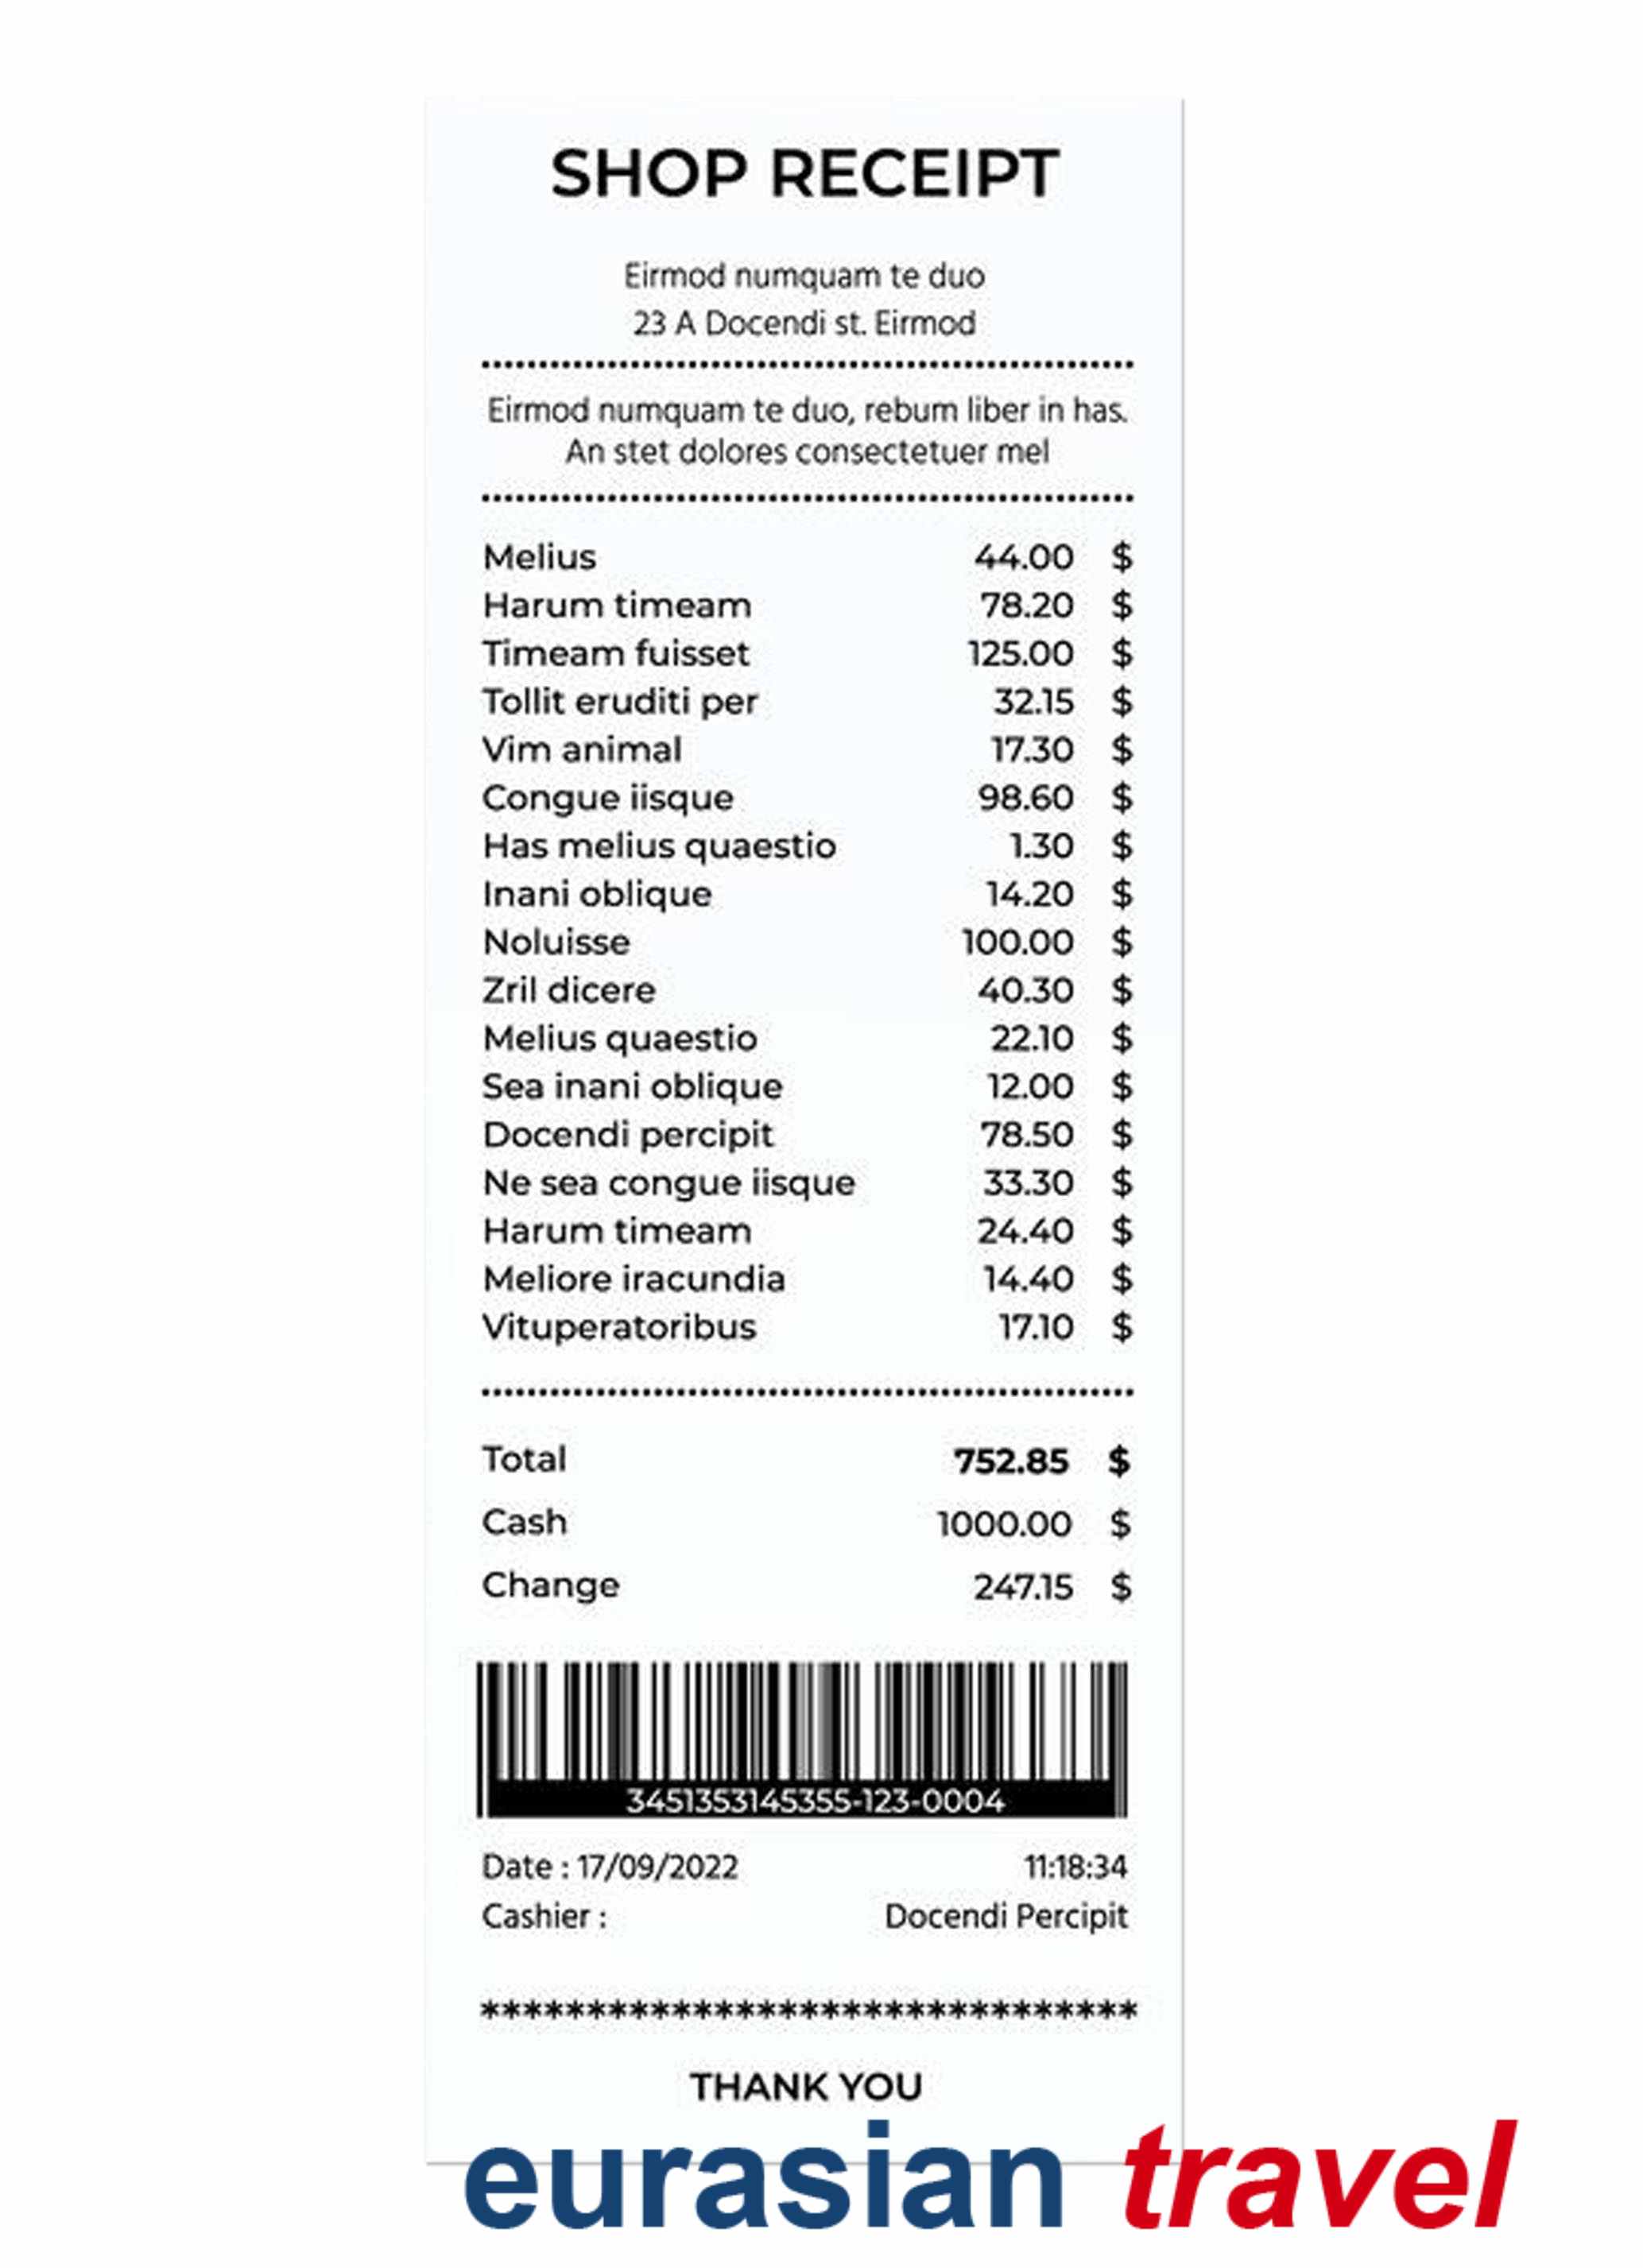 SHOP RECEIPT
Eirmod numquam te duo
23 A Docendi st. Eirmod
Eirmod numquam te duo, rebum liber in has.
An stet dolores consectetuer mel
Melius 44.00 $
Harum timeam 78.20 $
Timeam fuisset 125.00 $
Tollit eruditi per 32.15 $
Vim animal 17.30 $
Congue iisque 98.60 $
Has melius quaestio 1.30 $
Inani oblique 14.20 $
Noluisse 100.00 $
Zril dicere 40.30 $
Melius quaestio 22.10 $
Sea inani oblique 12.00 $
Docendi percipit 78.50 $
Ne sea congue iisque 33.30 $
Harum timeam 24.40 $
Meliore iracundia 14.40 $
Vituperatoribus 17.10 $
Total 752.85 $
Cash 1000.00 $
Change 247.15 $
3451353145355-123-0004
Date : 17/09/2022 11:18:34
Cashier : Docendi Percipit
*******************************
THANK YOU
eurasian travel